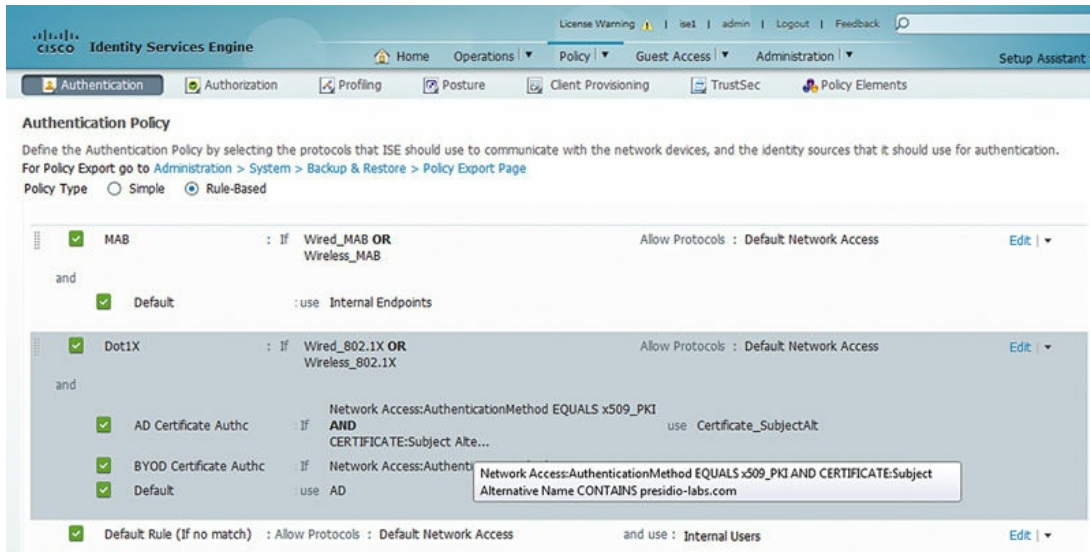 License Warning | ise1 | admin | Logout | Feedback
CISCO Identity Services Engine
Home Operations | Policy | Guest Access | Administration |
Setup Assistant
Authentication Authorization Profiling Posture Client Provisioning TrustSec Policy Elements
Authentication Policy
Define the Authentication Policy by selecting the protocols that ISE should use to communicate with the network devices, and the identity sources that it should use for authentication.
For Policy Export go to Administration > System > Backup & Restore > Policy Export Page
Policy Type Simple Rule-Based
MAB : If Wired_MAB OR Allow Protocols : Default Network Access Edit |
Wireless_MAB
and
Default : use Internal Endpoints
Dot1X : If Wired_802.1X OR Allow Protocols : Default Network Access Edit |
Wireless_802.1X
and
Network Access:AuthenticationMethod EQUALS x509_PKI
AD Certificate Authc : If AND use Certificate_SubjectAlt
CERTIFICATE:Subject Alte...
BYOD Certificate Authc : If Network Access:Authenti
Network Access:AuthenticationMethod EQUALS x509_PKI AND CERTIFICATE:Subject
Alternative Name CONTAINS presidio-labs.com
Default : use AD
Default Rule (If no match) : Allow Protocols : Default Network Access and use : Internal Users Edit |